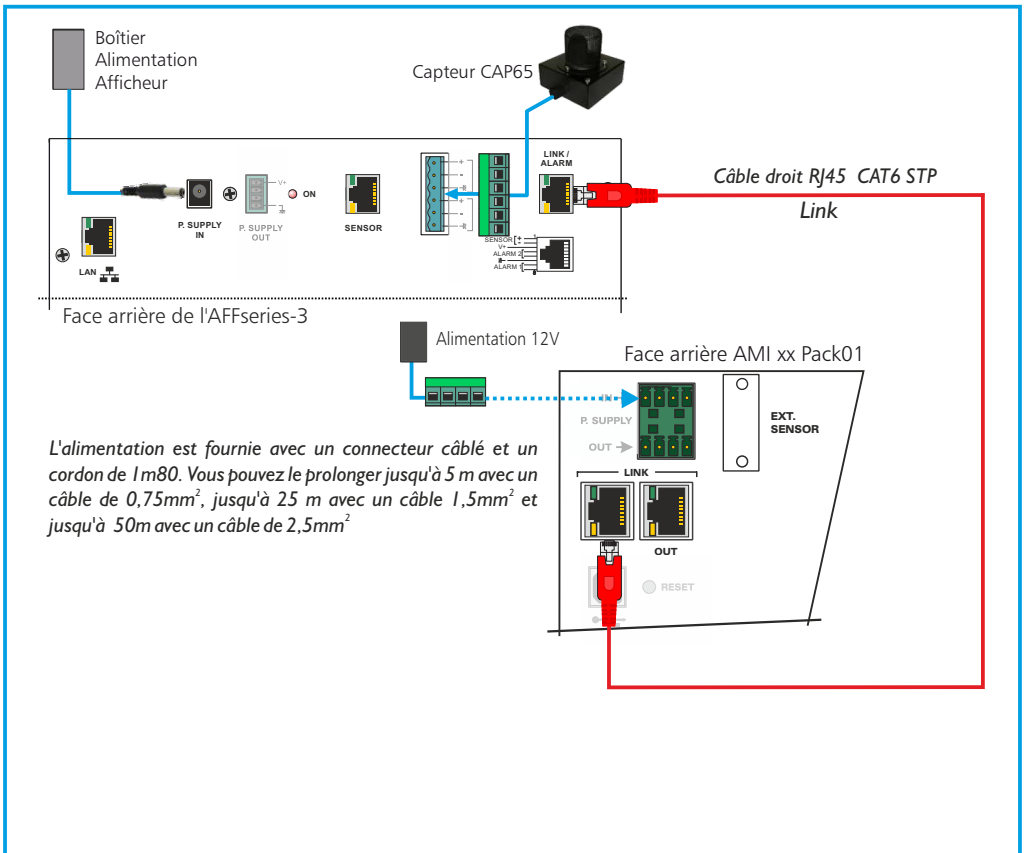 Boîtier
Alimentation
Afficheur
Capteur CAP65
LINK /
ALARM
V+
ON
P. SUPPLY
IN
P. SUPPLY
OUT
SENSOR
+
-
+
-
LAN
SENSOR [ + -
V+
ALARM 2
ALARM 1
1
8
Câble droit RJ45 CAT6 STP
Link
Face arrière de l'AFFseries-3
Alimentation 12V
Face arrière AMI xx Pack01
IN
P. SUPPLY
OUT
EXT.
SENSOR
LINK
OUT
RESET
L'alimentation est fournie avec un connecteur câblé et un
cordon de 1m80. Vous pouvez le prolonger jusqu'à 5 m avec un
câble de 0,75mm², jusqu'à 25 m avec un câble 1,5mm² et
jusqu'à 50m avec un câble de 2,5mm²